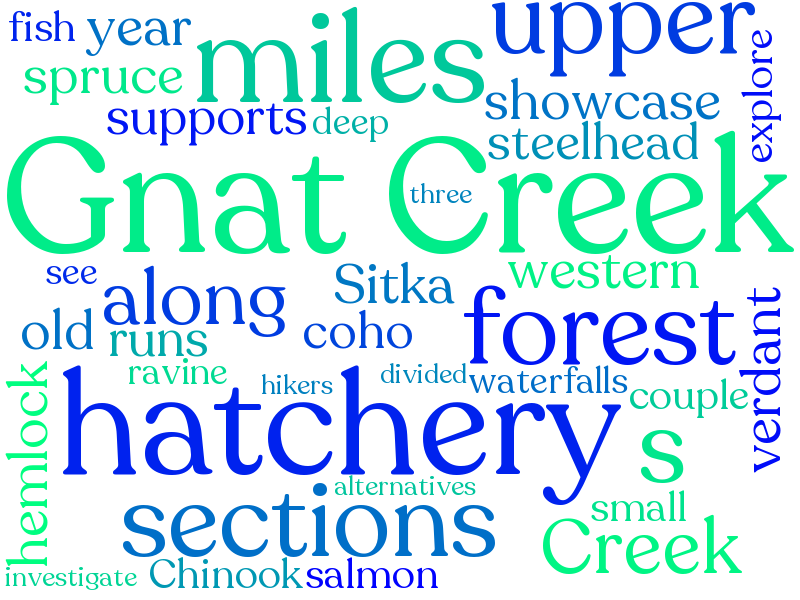 fish year miles upper
spruce
supports deep showcase explore
steelhead
Gnat Creek
three
see along Sitka western
old runs coho forest verdant
ravine hikers divided waterfalls couple
hemlock hatchery s
alternatives small
sections Creek
investigate Chinook salmon